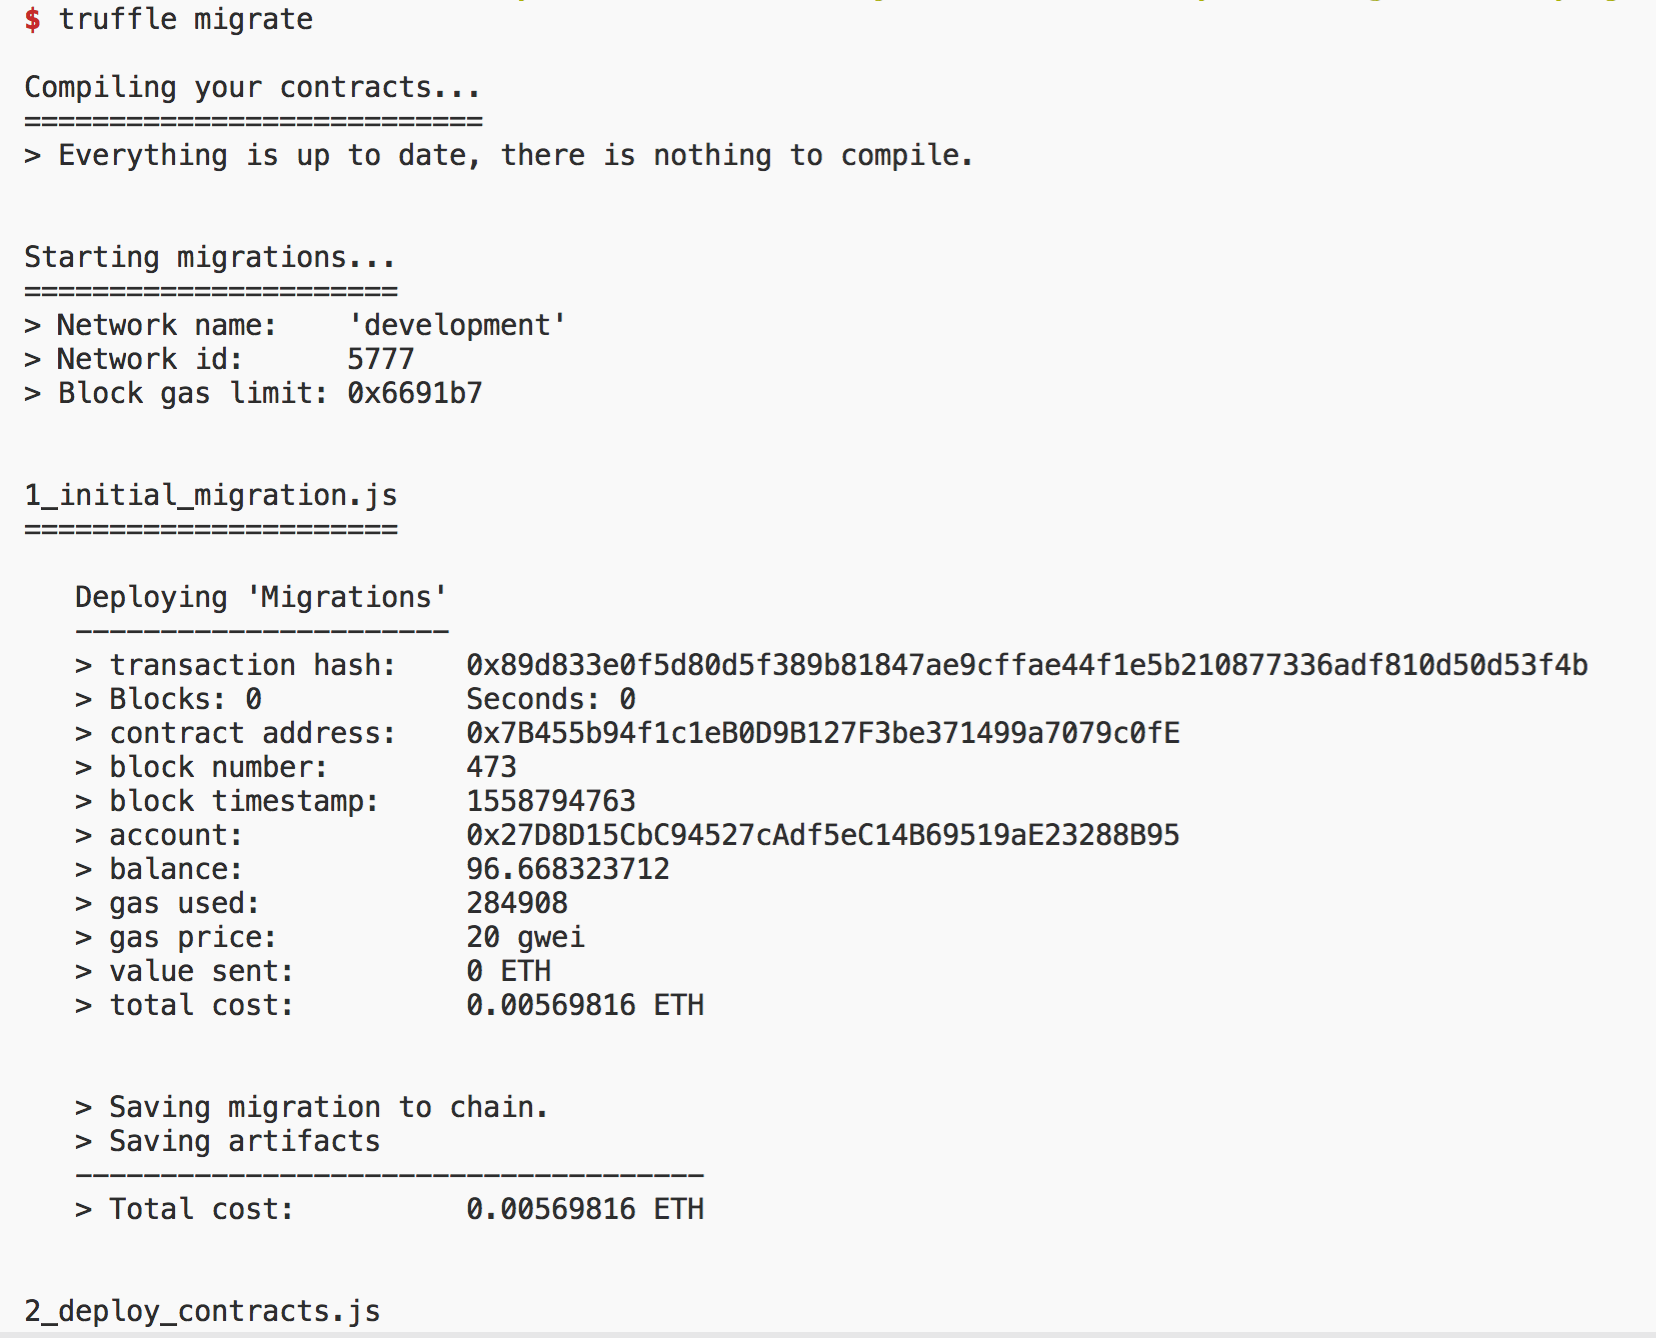 $ truffle migrate
Compiling your contracts...
===========================
> Everything is up to date, there is nothing to compile.
Starting migrations...
======================
> Network name:    'development'
> Network id:      5777
> Block gas limit: 0x6691b7
1_initial_migration.js
======================
   Deploying 'Migrations'
   ----------------------
   > transaction hash:    0x89d833e0f5d80d5f389b81847ae9cffae44f1e5b210877336adf810d50d53f4b
   > Blocks: 0            Seconds: 0
   > contract address:    0x7B455b94f1c1eB0D9B127F3be371499a7079c0fE
   > block number:        473
   > block timestamp:     1558794763
   > account:             0x27D8D15CbC94527cAdf5eC14B69519aE23288B95
   > balance:             96.668323712
   > gas used:            284908
   > gas price:           20 gwei
   > value sent:          0 ETH
   > total cost:          0.00569816 ETH
   > Saving migration to chain.
   > Saving artifacts
   -------------------------------------
   > Total cost:          0.00569816 ETH
2_deploy_contracts.js